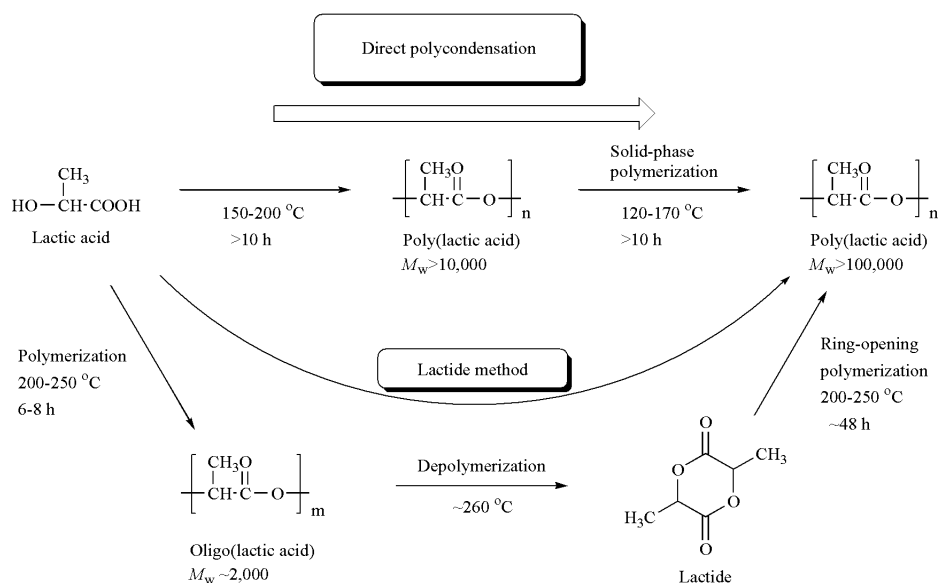 Direct polycondensation
CH3
HO-CH-COOH
Lactic acid
150-200 °C
>10 h
CH3O
CH-C-O
n
Poly(lactic acid)
Mw>10,000
Solid-phase
polymerization
120-170 °C
>10 h
CH3O
CH-C-O
n
Poly(lactic acid)
Mw>100,000
Polymerization
200-250 °C
6-8 h
Lactide method
Ring-opening
polymerization
200-250 °C
~48 h
CH3O
CH-C-O
m
Oligo(lactic acid)
Mw ~2,000
Depolymerization
~260 °C
O
CH3
O
O
H3C
O
Lactide